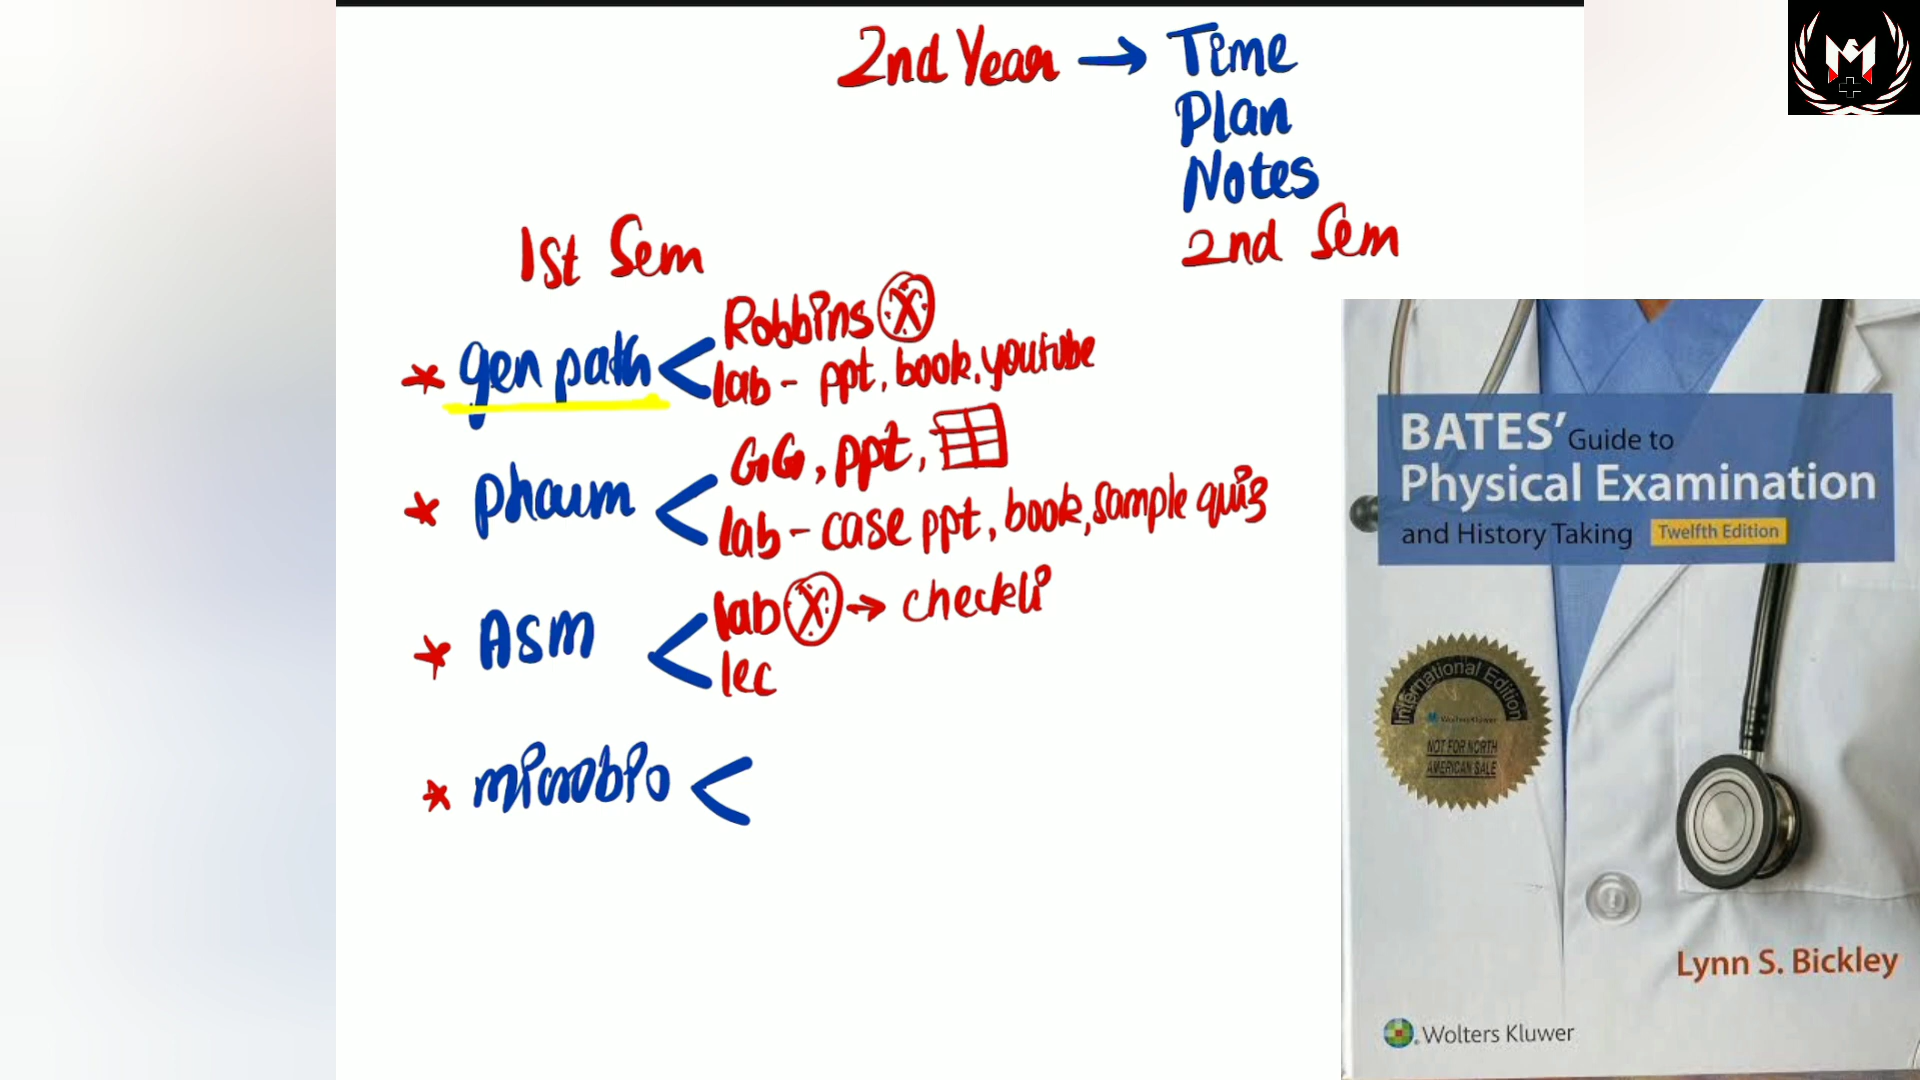 2nd Year → Time
Plan
Notes
1st Sem
2nd Sem
* gen path < Robbins
lab - ppt, book, youtube
* pharm < GG, ppt,
lab - case ppt, book, sample quiz
* ASM < lab X → checkli
lec
* microbio <
BATES' Guide to
Physical Examination
and History Taking Twelfth Edition
International Edition
Wolters Kluwer
NOT FOR NORTH
AMERICAN SALE
Lynn S. Bickley
Wolters Kluwer